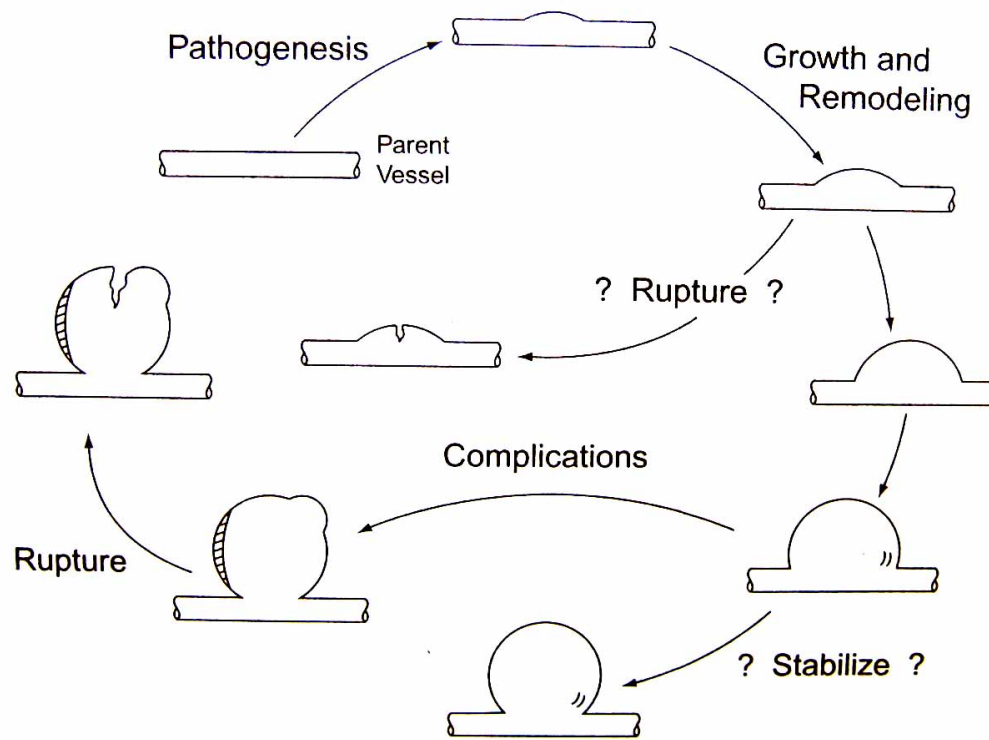 Pathogenesis
Growth and
Remodeling
Parent
Vessel
? Rupture ?
Complications
Rupture
? Stabilize ?